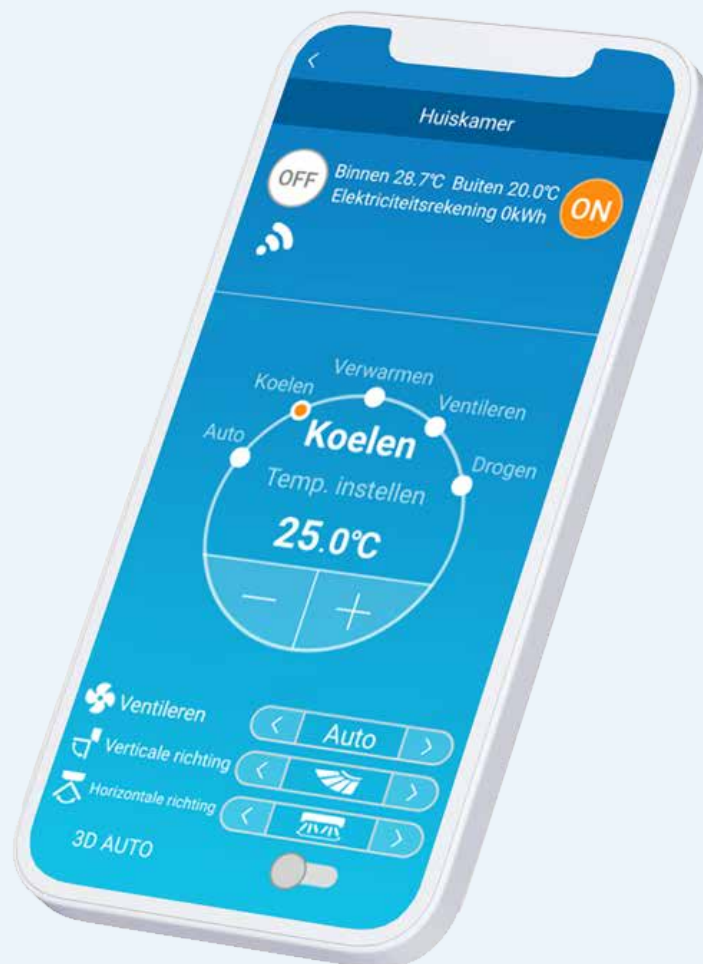 Huiskamer
OFF
Binnen 28.7°C Buiten 20.0°C
Elektriciteitsrekening 0kWh
ON
Verwarmen
Koelen
Ventileren
Auto
Koelen
Drogen
Temp. instellen
25.0°C
Ventileren
Auto
Verticale richting
Horizontale richting
3D AUTO